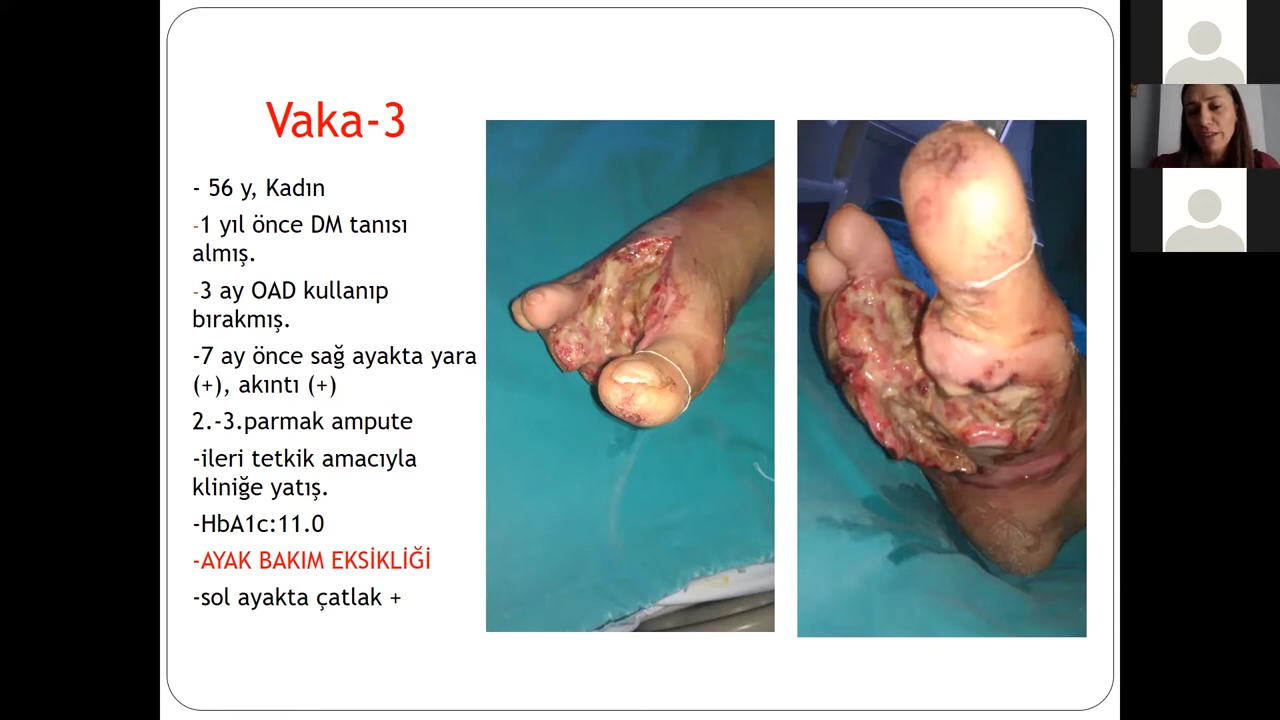 Vaka-3
- 56 y, Kadın
-1 yıl önce DM tanısı
almış.
-3 ay OAD kullanıp
bırakmış.
-7 ay önce sağ ayakta yara
(+), akıntı (+)
2.-3.parmak ampute
-ileri tetkik amacıyla
kliniğe yatış.
-HbA1c:11.0
-AYAK BAKIM EKSİKLİĞİ
-sol ayakta çatlak +